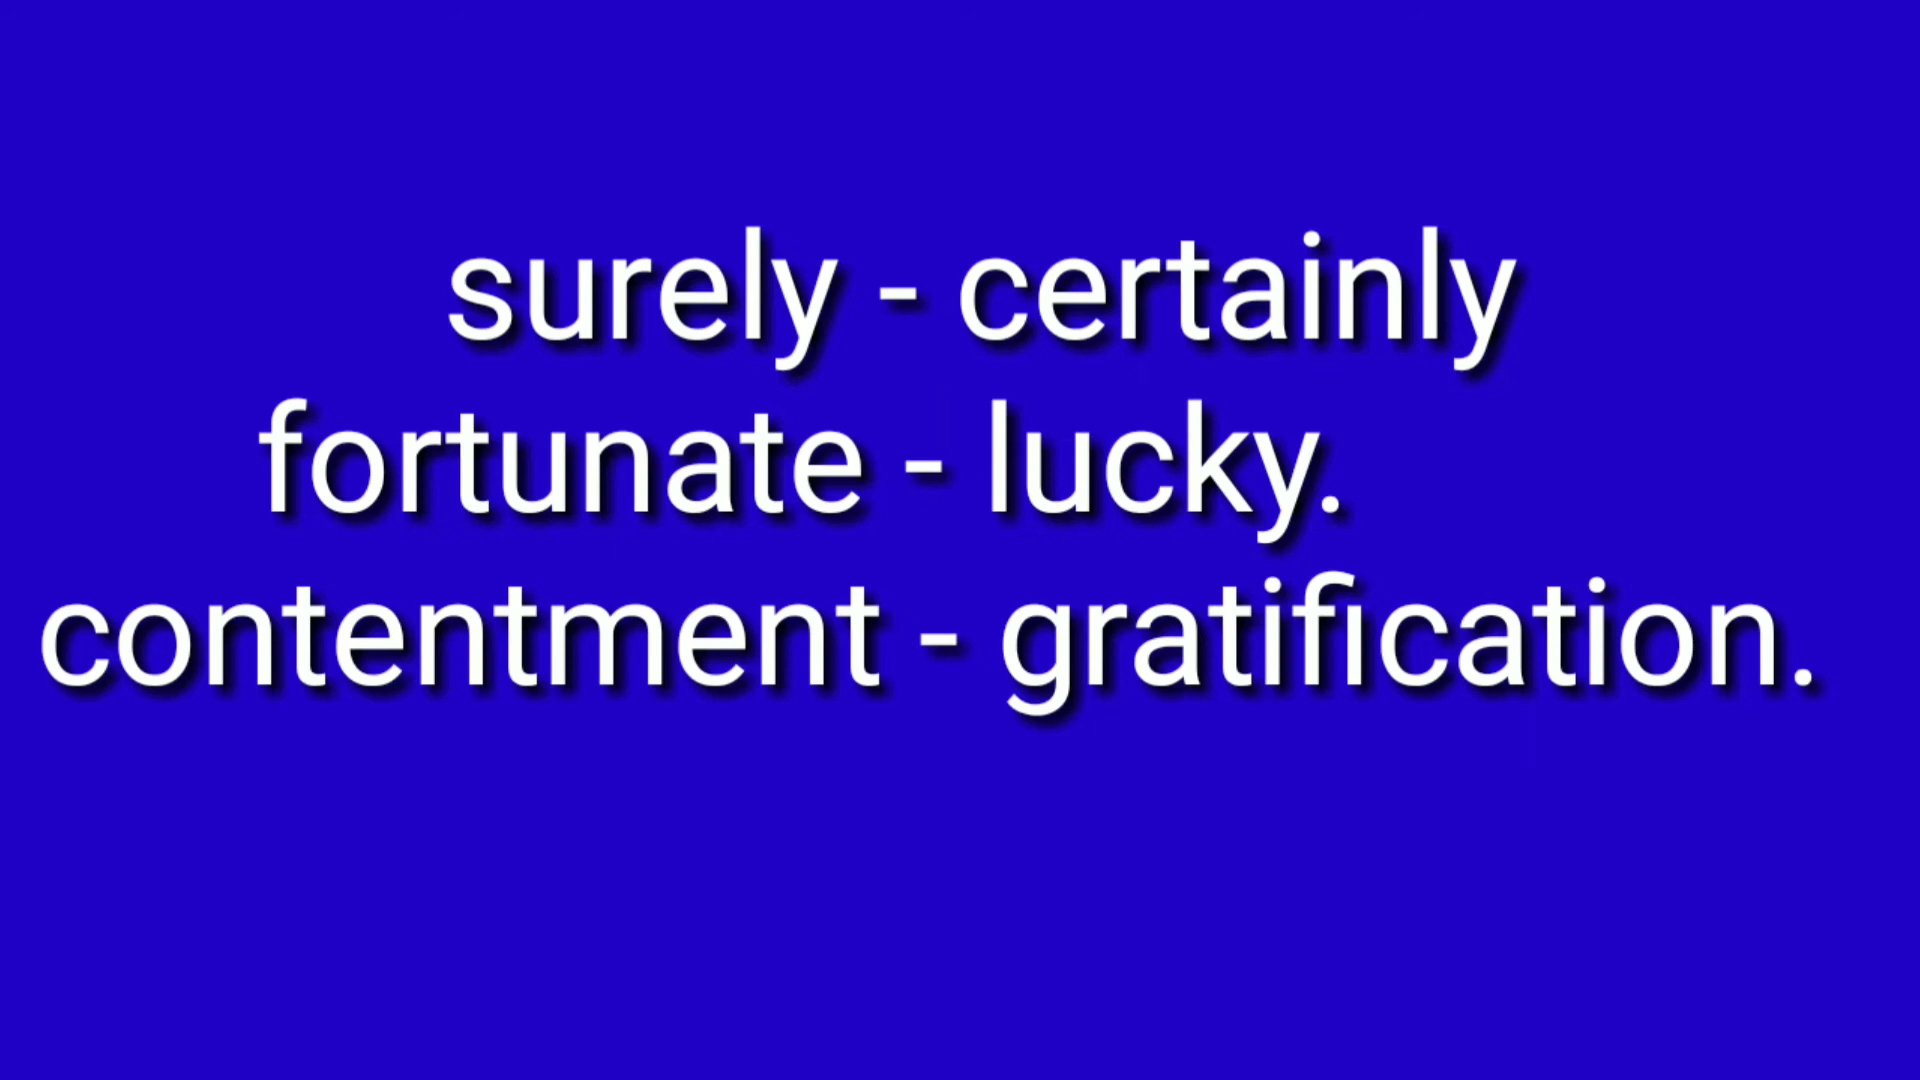 surely - certainly
fortunate - lucky.
contentment - gratification.